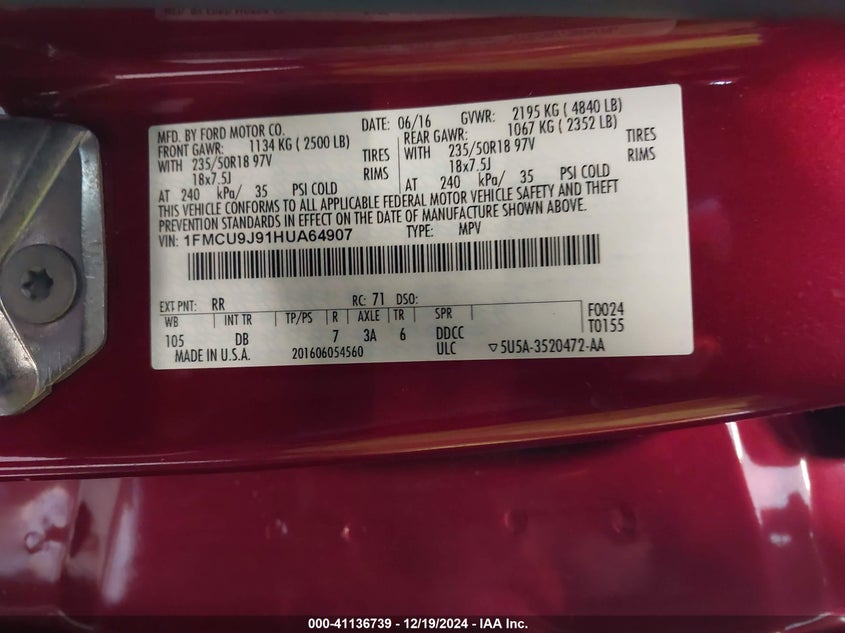 MFD. BY FORD MOTOR CO. DATE: 06/16 GVWR: 2195 KG ( 4840 LB)
FRONT GAWR: 1134 KG ( 2500 LB) REAR GAWR: 1067 KG ( 2352 LB)
WITH 235/50R18 97V TIRES WITH 235/50R18 97V TIRES
18x7.5J RIMS 18x7.5J RIMS
AT 240 kPa/ 35 PSI COLD AT 240 kPa/ 35 PSI COLD
THIS VEHICLE CONFORMS TO ALL APPLICABLE FEDERAL MOTOR VEHICLE SAFETY AND THEFT
PREVENTION STANDARDS IN EFFECT ON THE DATE OF MANUFACTURE SHOWN ABOVE.
VIN: 1FMCU9J91HUA64907 TYPE: MPV
EXT PNT: RR RC: 71 DSO: F0024
WB INT TR TP/PS R AXLE TR SPR T0155
105 DB 7 3A 6 DDCC
MADE IN U.S.A. 201606054560 ULC ▽5U5A-3520472-AA
000-41136739 - 12/19/2024 - IAA Inc.